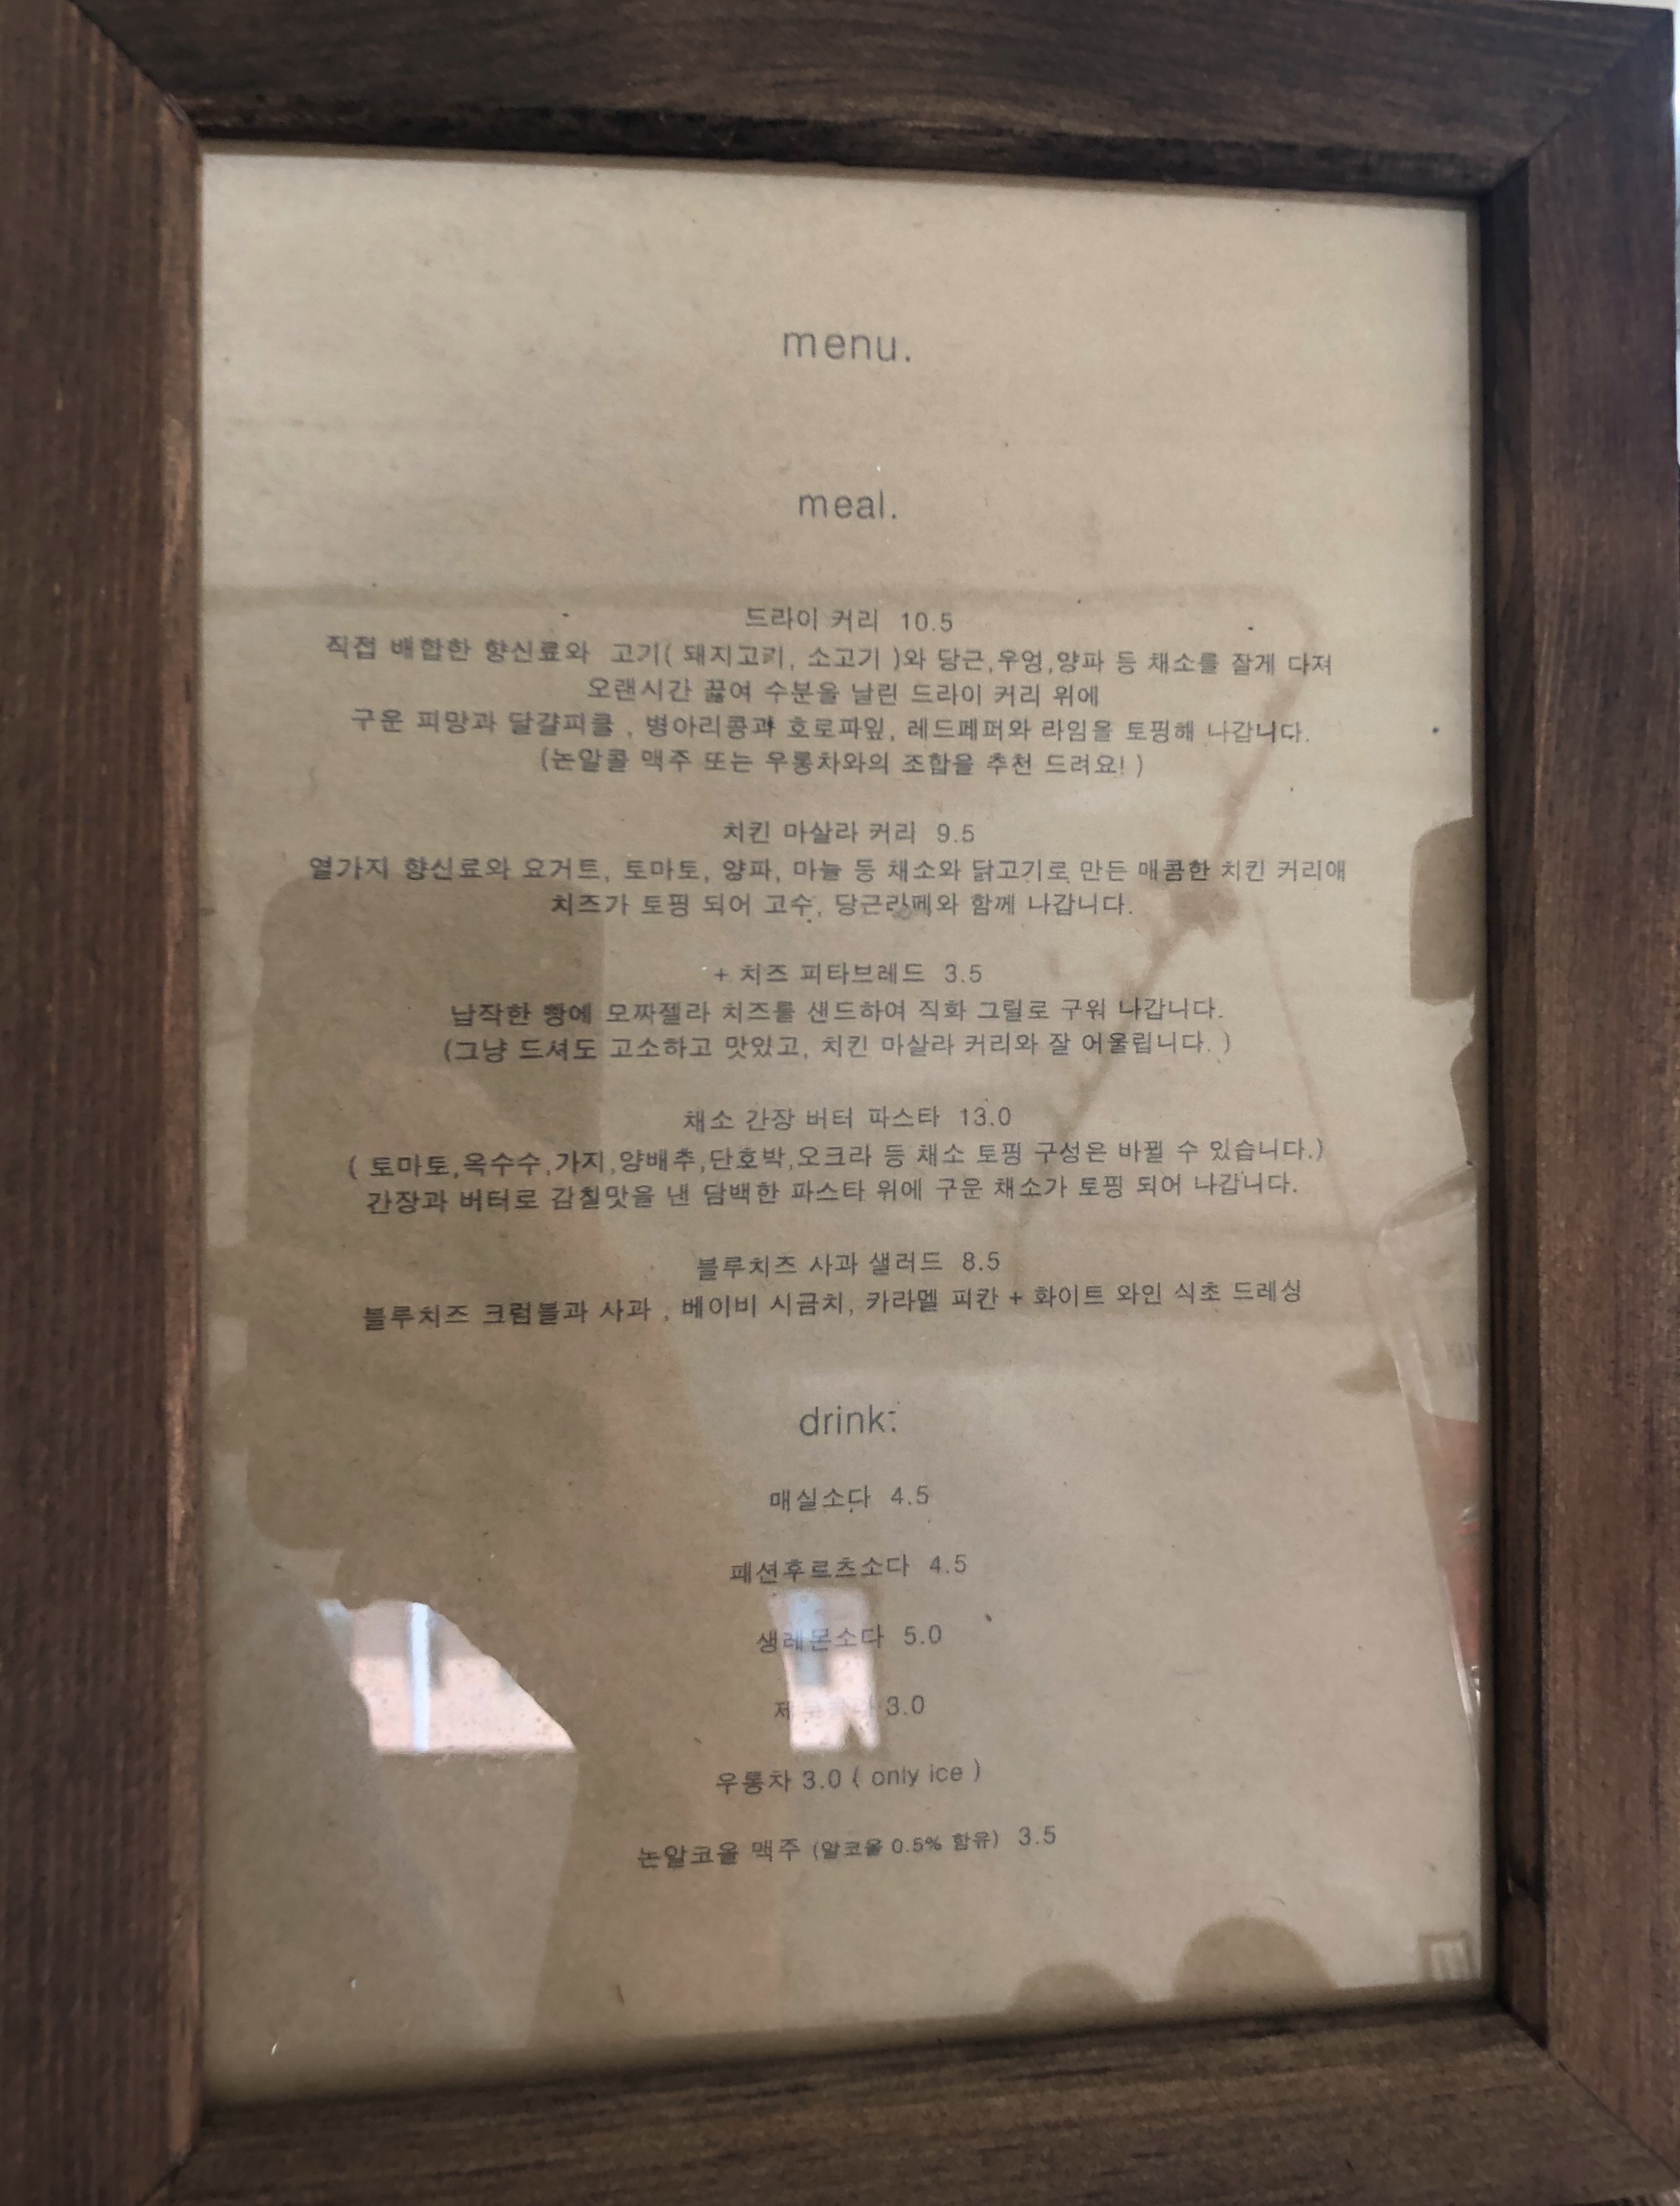 menu.
meal.
드라이 커리 10.5
직접 배합한 향신료와 고기( 돼지고기, 소고기 )와 당근,우엉,양파 등 채소를 잘게 다져
오랜시간 끓여 수분을 날린 드라이 커리 위에
구운 피망과 달걀피클 , 병아리콩과 호로파잎, 레드페퍼와 라임을 토핑해 나갑니다.
(논알콜 맥주 또는 우롱차와의 조합을 추천 드려요! )
치킨 마살라 커리 9.5
열가지 향신료와 요거트, 토마토, 양파, 마늘 등 채소와 닭고기로 만든 매콤한 치킨 커리에
치즈가 토핑 되어 고수, 당근라페와 함께 나갑니다.
+ 치즈 피타브레드 3.5
납작한 빵에 모짜렐라 치즈를 샌드하여 직화 그릴로 구워 나갑니다.
(그냥 드셔도 고소하고 맛있고, 치킨 마살라 커리와 잘 어울립니다. )
채소 간장 버터 파스타 13.0
( 토마토,옥수수,가지,양배추,단호박,오크라 등 채소 토핑 구성은 바뀔 수 있습니다.)
간장과 버터로 감칠맛을 낸 담백한 파스타 위에 구운 채소가 토핑 되어 나갑니다.
블루치즈 사과 샐러드 8.5
블루치즈 크럼블과 사과 , 베이비 시금치, 카라멜 피칸 + 화이트 와인 식초 드레싱
drink.
매실소다 4.5
패션후르츠소다 4.5
생레몬소다 5.0
3.0
우롱차 3.0 ( only ice )
논알코올 맥주 (알코올 0.5% 함유) 3.5